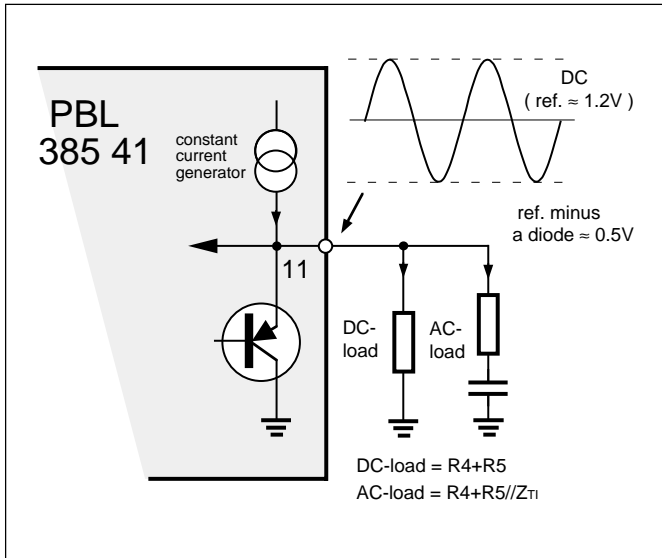 PBL
385 41
constant
current
generator
DC
( ref. ≈ 1.2V )
ref. minus
a diode ≈ 0.5V
11
DC-
load
AC-
load
DC-load = R4+R5
AC-load = R4+R5//ZTI